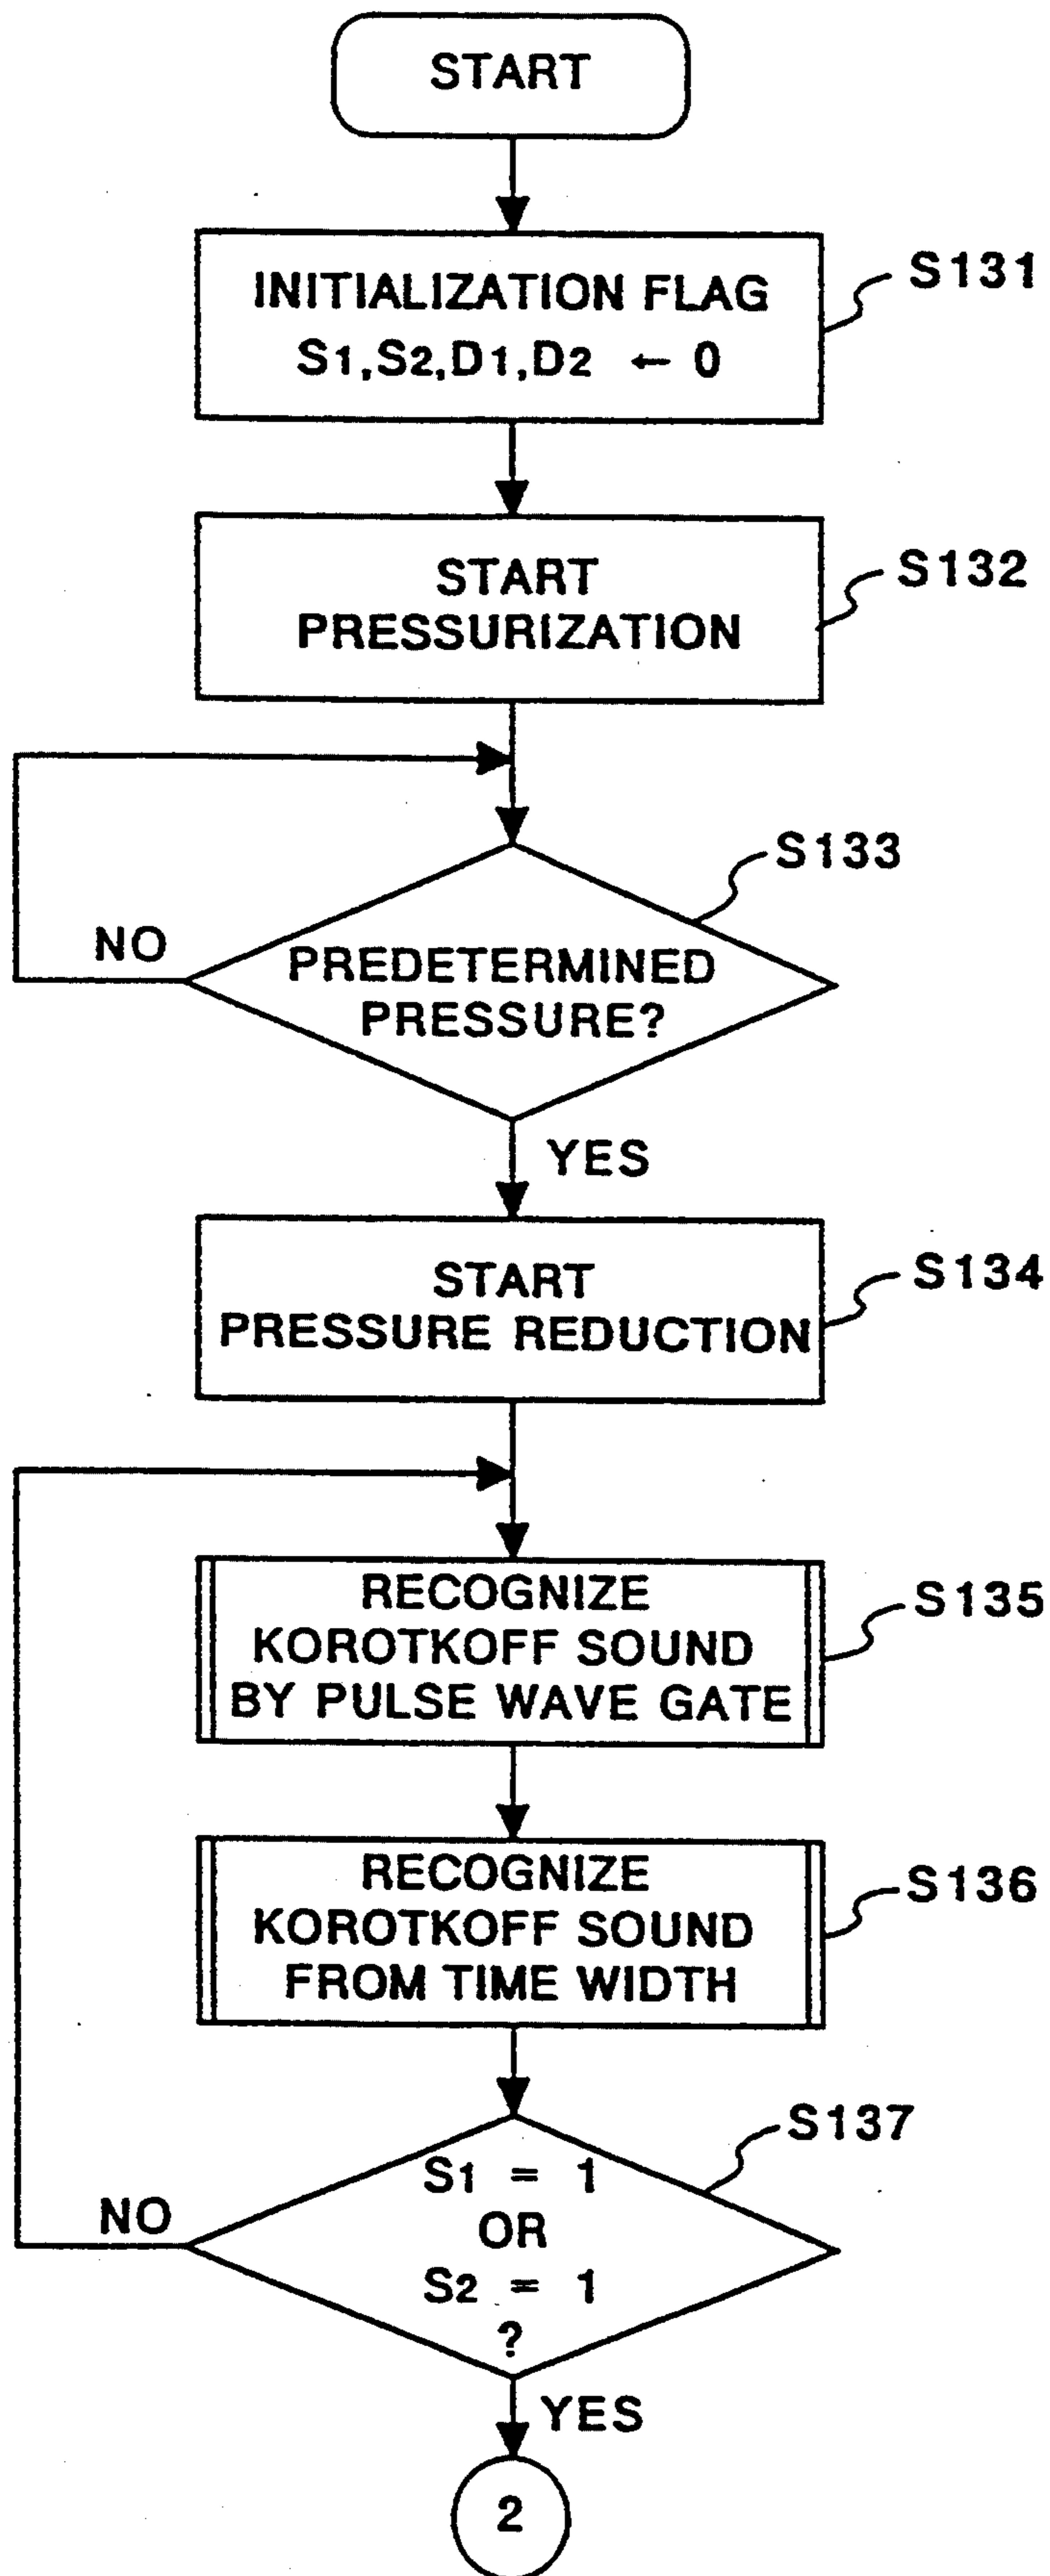 START
INITIALIZATION FLAG
S1,S2,D1,D2 ← 0
S131
START
PRESSURIZATION
S132
S133
NO
PREDETERMINED
PRESSURE?
YES
START
PRESSURE REDUCTION
S134
RECOGNIZE
KOROTKOFF SOUND
BY PULSE WAVE GATE
S135
RECOGNIZE
KOROTKOFF SOUND
FROM TIME WIDTH
S136
S137
NO
S1 = 1
OR
S2 = 1
?
YES
2